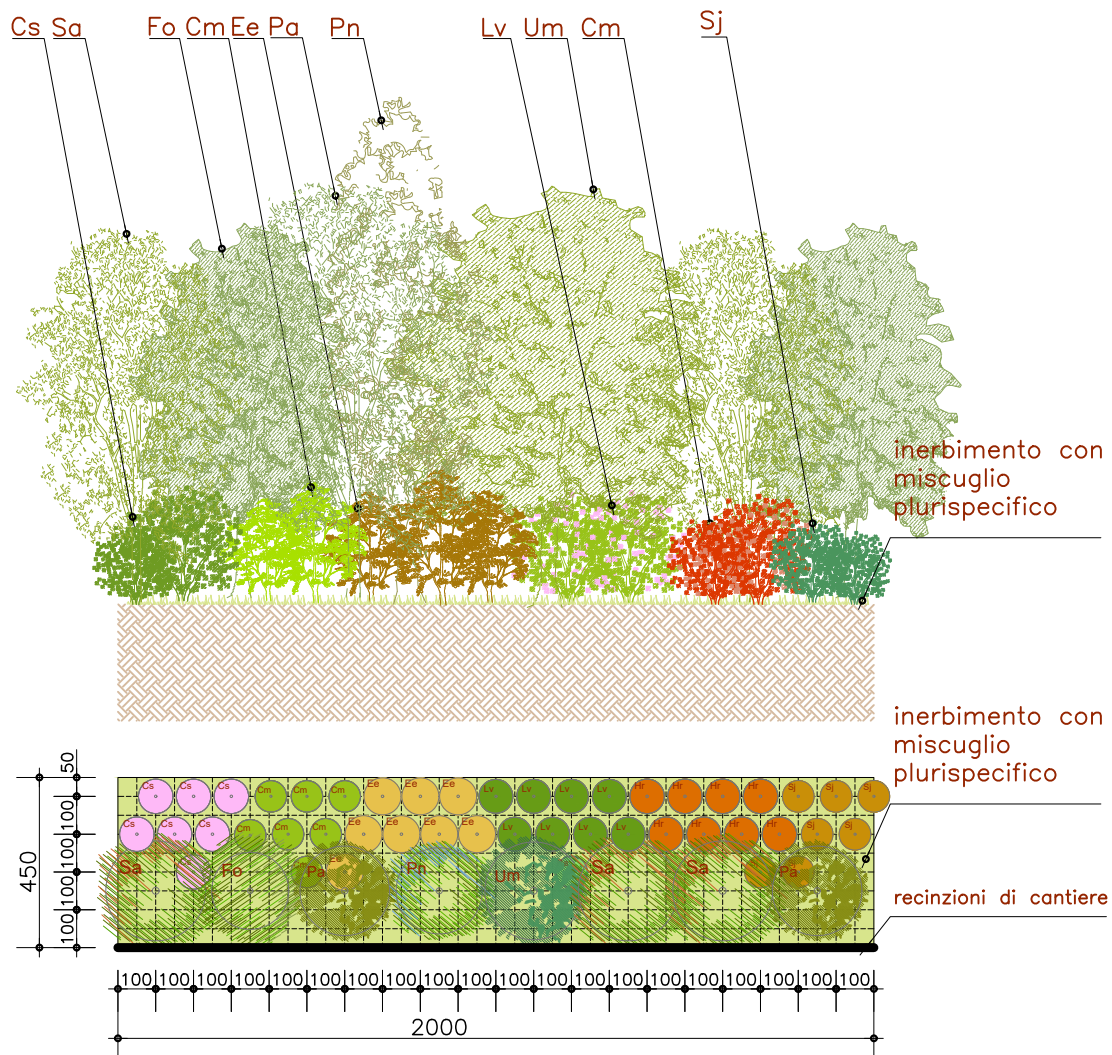 Cs Sa Fo Cm Ee Pa Pn Lv Um Cm Sj
inerbimento con
miscuglio
plurispecifico
inerbimento con
miscuglio
plurispecifico
recinzioni di cantiere
50
100
100
100
100
450
Cs Cs Cs Cm Cm Cm Ee Ee Ee Lv Lv Lv Lv Hr Hr Hr Hr Sj Sj Sj
Cs Cs Cs Cm Cm Cm Ee Ee Ee Ee Lv Lv Lv Lv Hr Hr Hr Hr Sj Sj
Sa Cs Fo Cm Pa Ee Pn Um Sa Sa Pa
100 100 100 100 100 100 100 100 100 100 100 100 100 100 100 100 100 100 100 100
2000